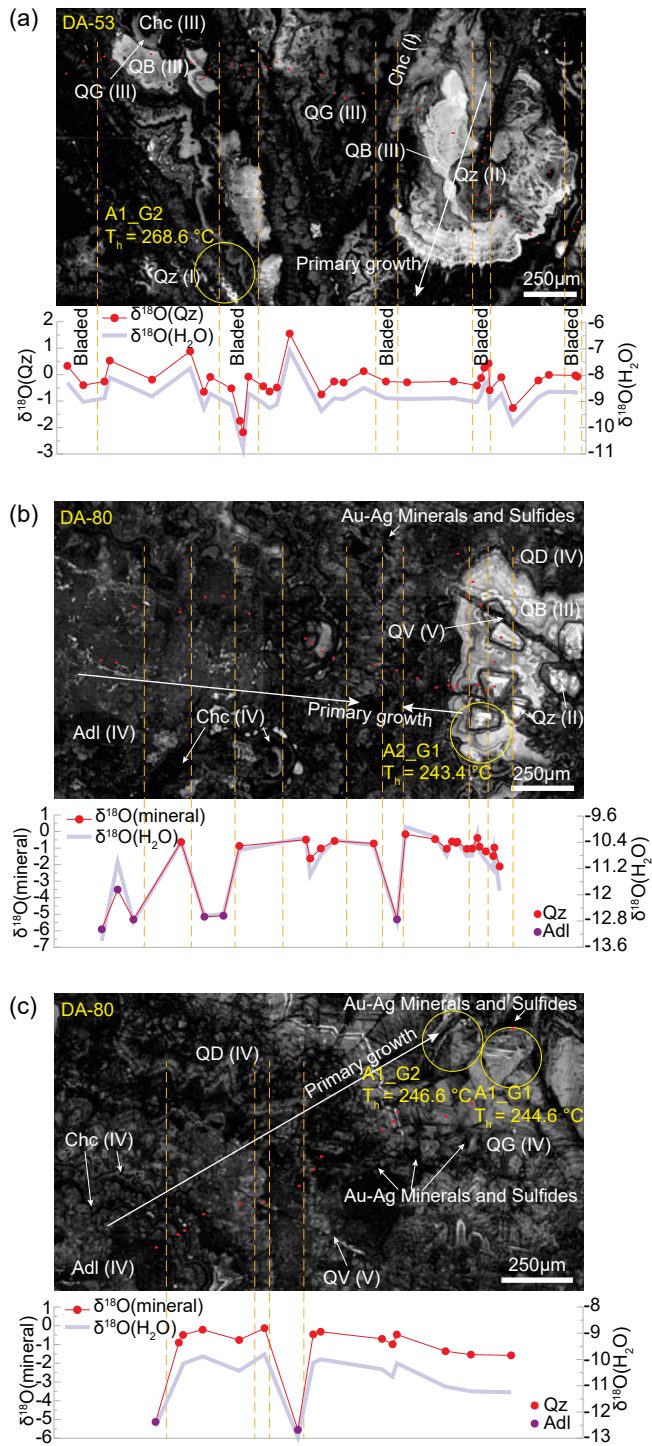 (a)
DA-53
Chc (III)
QB (III)
QG (III)
QG (III)
Chc (I)
QB (III)
Qz (II)
A1_G2
Th = 268.6 °C
Qz (I)
Primary growth
250µm
2
1
0
-1
-2
-3
δ18O(Qz)
Bladed
δ18O(Qz)
δ18O(H2O)
Bladed
Bladed
Bladed
Bladed
-6
-7
-8
-9
-10
-11
δ18O(H2O)
(b)
DA-80
Au-Ag Minerals and Sulfides
QD (IV)
QB (III)
QV (V)
Qz (II)
Primary growth
Adl (IV)
Chc (IV)
A2_G1
Th = 243.4 °C
250µm
1
0
-1
-2
-3
-4
-5
-6
-7
δ18O(mineral)
δ18O(mineral)
δ18O(H2O)
Qz
Adl
-9.6
-10.4
-11.2
-12
-12.8
-13.6
δ18O(H2O)
(c)
DA-80
Au-Ag Minerals and Sulfides
QD (IV)
Primary growth
A1_G2
Th = 246.6 °C
A1_G1
Th = 244.6 °C
Chc (IV)
QG (IV)
Au-Ag Minerals and Sulfides
Adl (IV)
QV (V)
250µm
1
0
-1
-2
-3
-4
-5
-6
δ18O(mineral)
δ18O(mineral)
δ18O(H2O)
Qz
Adl
-8
-9
-10
-11
-12
-13
δ18O(H2O)